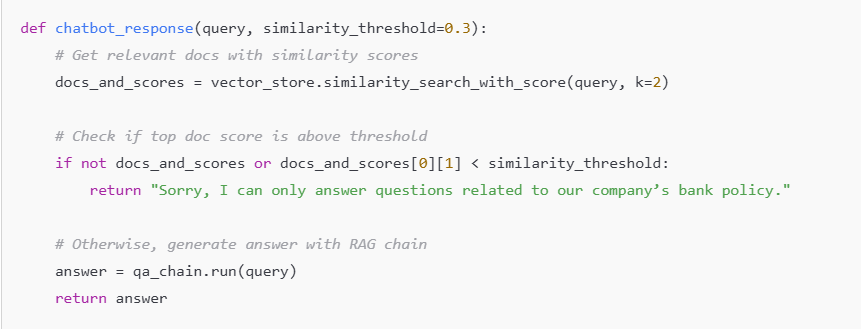 def chatbot_response(query, similarity_threshold=0.3):
    # Get relevant docs with similarity scores
    docs_and_scores = vector_store.similarity_search_with_score(query, k=2)

    # Check if top doc score is above threshold
    if not docs_and_scores or docs_and_scores[0][1] < similarity_threshold:
        return "Sorry, I can only answer questions related to our company’s bank policy."

    # Otherwise, generate answer with RAG chain
    answer = qa_chain.run(query)
    return answer